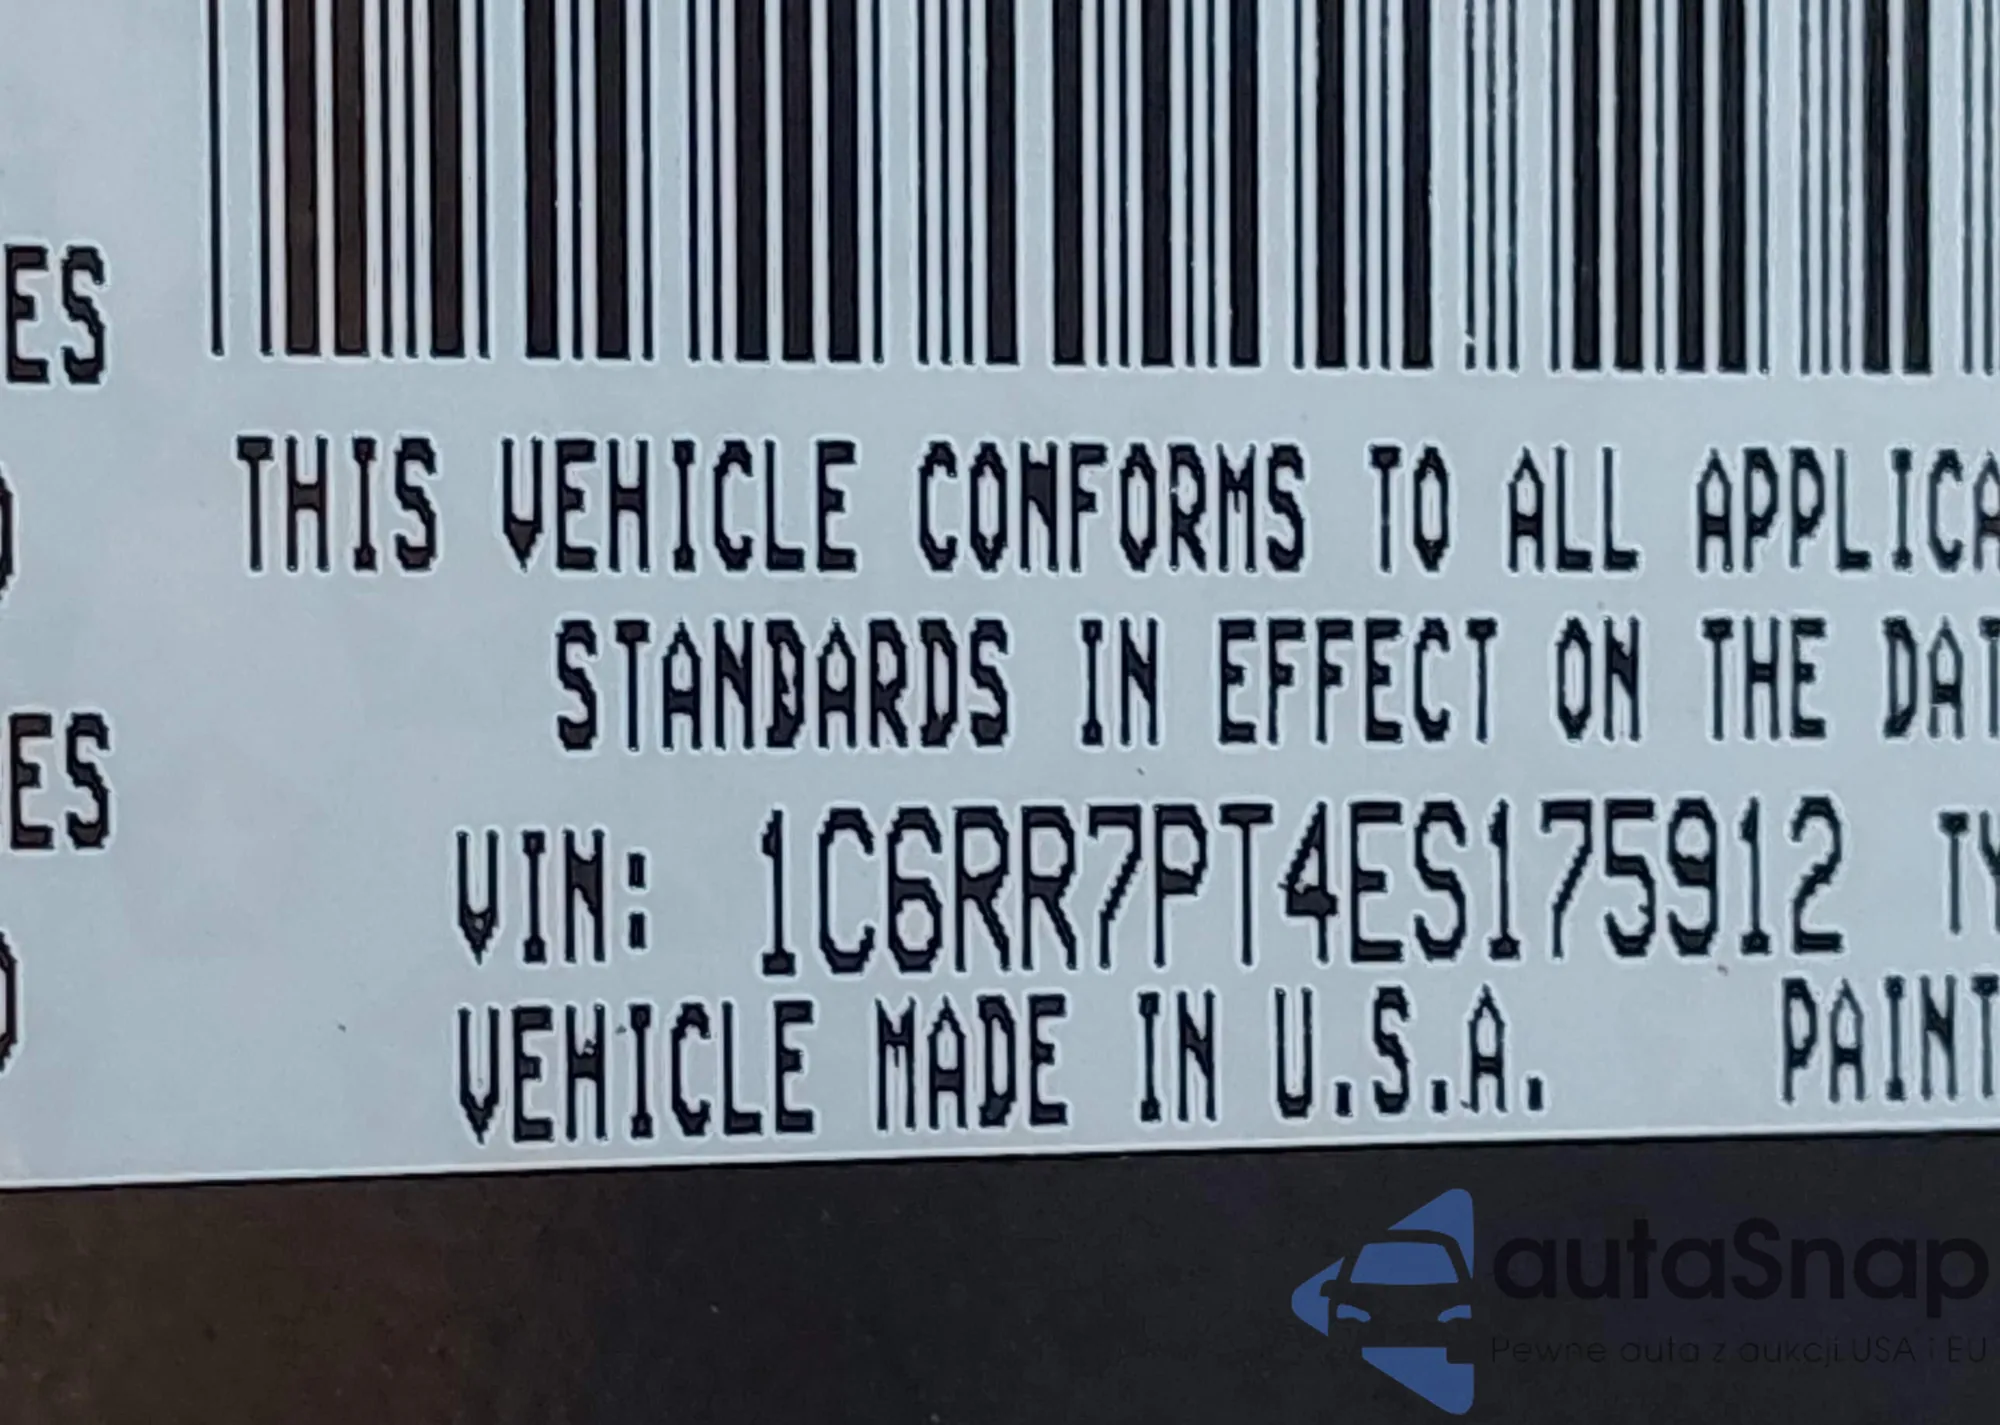 ES
THIS VEHICLE CONFORMS TO ALL APPLICA
STANDARDS IN EFFECT ON THE DAT
ES
VIN: 1C6RR7PT4ES175912 TY
VEHICLE MADE IN U.S.A. PAINT
autaSnap
Pewne auta z aukcji USA i EU